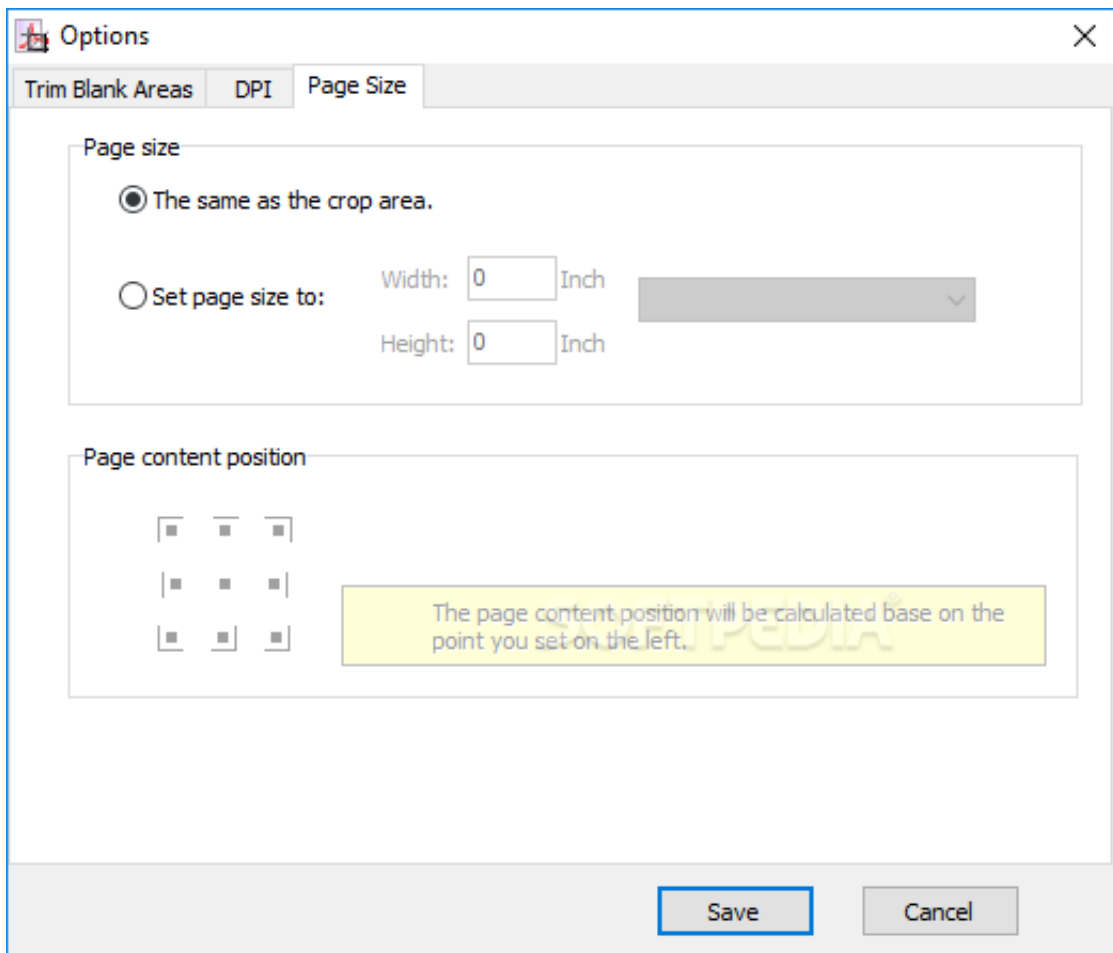 Options
Trim Blank Areas DPI Page Size
Page size
The same as the crop area.
Width: 0 Inch
Set page size to:
Height: 0 Inch
Page content position
The page content position will be calculated base on the
point you set on the left.
SOFTPEDIA®
Save Cancel